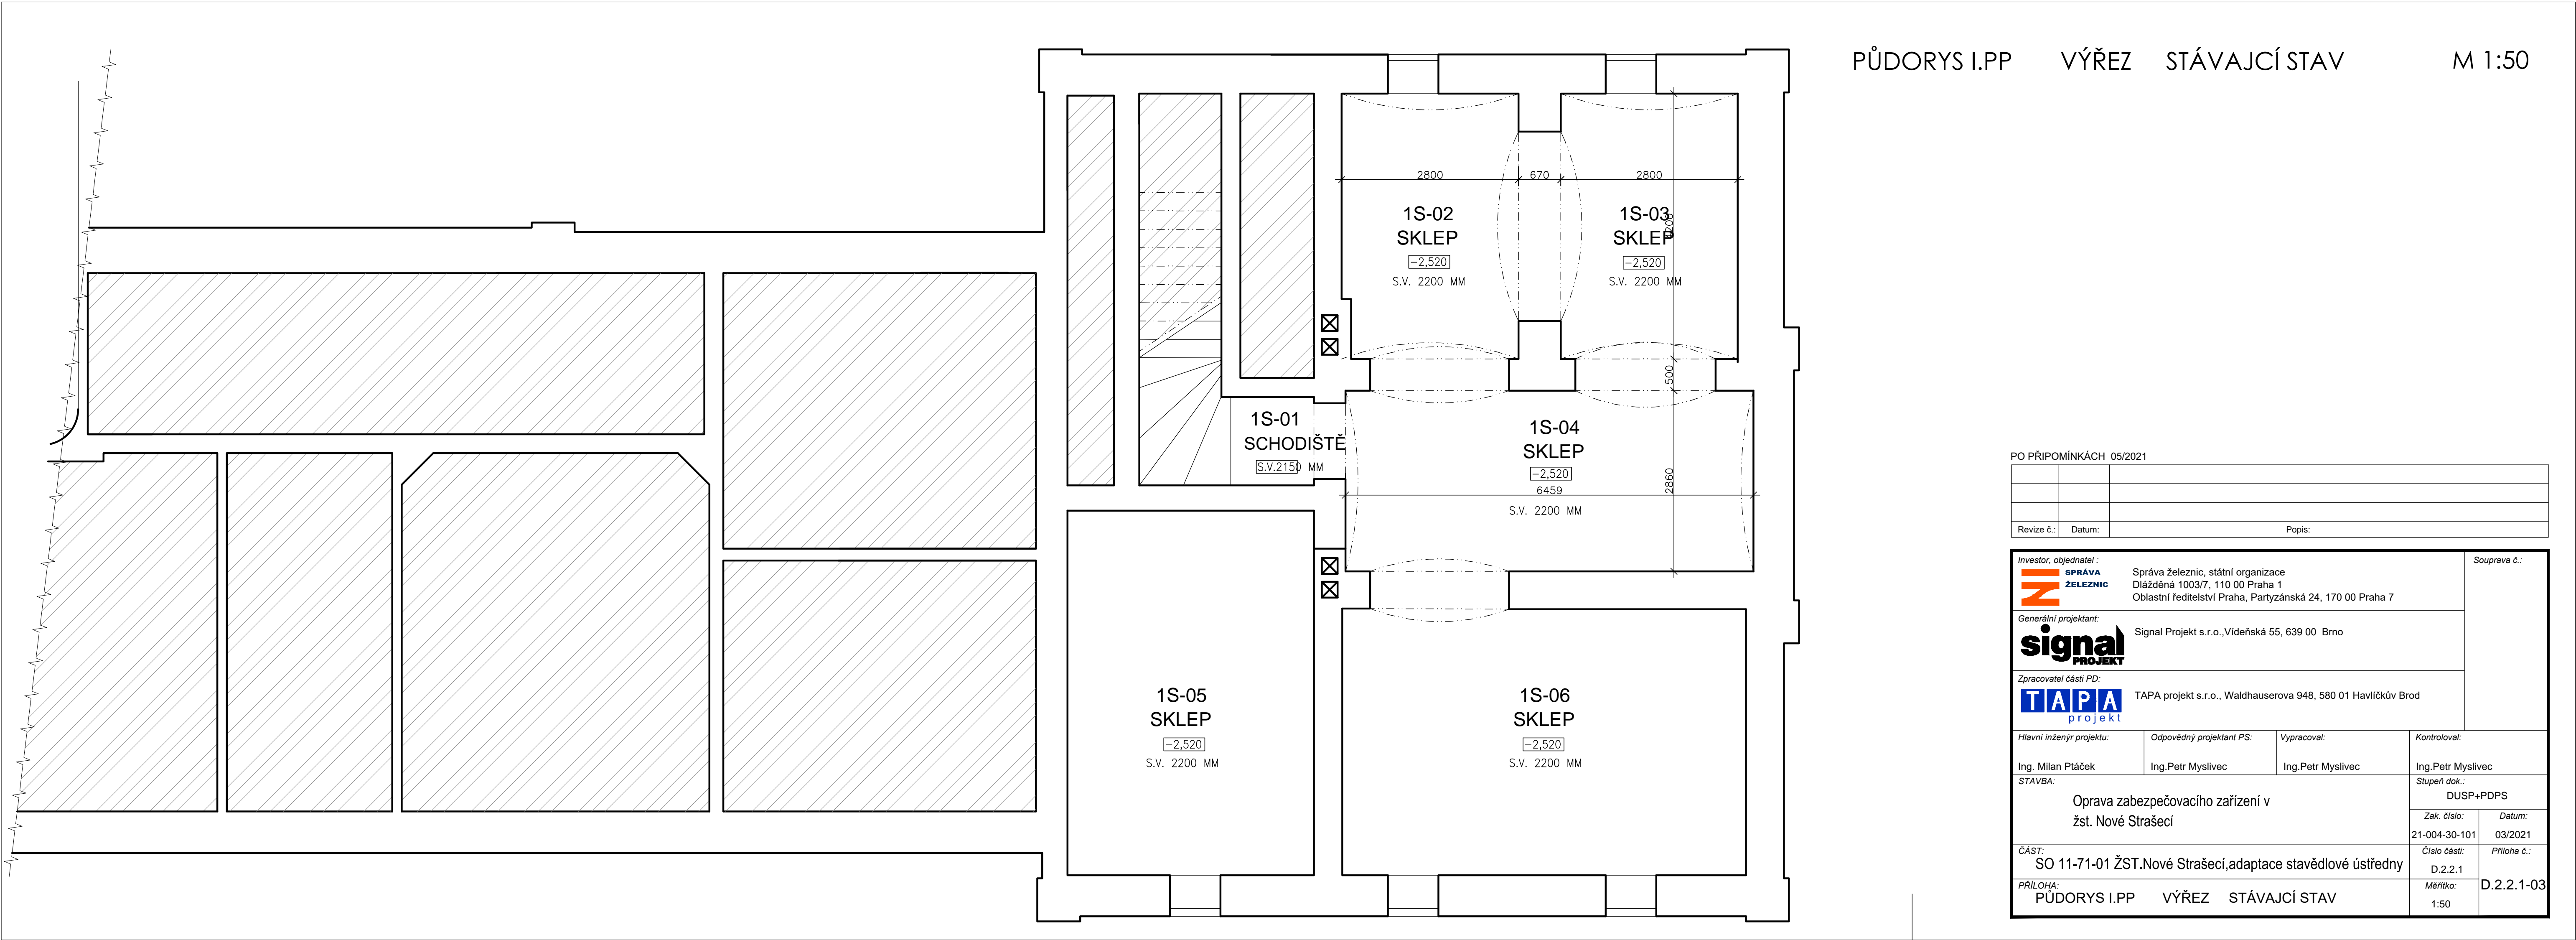 PŮDORYS I.PP VÝŘEZ STÁVAJCÍ STAV M 1:50
2800 670 2800
1S-02
SKLEP
-2,520
S.V. 2200 MM
1S-03
SKLEP
-2,520
S.V. 2200 MM
500
1S-01
SCHODIŠTĚ
S.V.2150 MM
1S-04
SKLEP
-2,520
6459
2860
S.V. 2200 MM
1S-05
SKLEP
-2,520
S.V. 2200 MM
1S-06
SKLEP
-2,520
S.V. 2200 MM
PO PŘIPOMÍNKÁCH 05/2021
Revize č.: Datum: Popis:
Investor, objednatel :
Souprava č.:
SPRÁVA
ŽELEZNIC
Správa železnic, státní organizace
Dlážděná 1003/7, 110 00 Praha 1
Oblastní ředitelství Praha, Partyzánská 24, 170 00 Praha 7
Generální projektant:
signal
PROJEKT
Signal Projekt s.r.o.,Vídeňská 55, 639 00 Brno
Zpracovatel části PD:
TAPA
projekt
TAPA projekt s.r.o., Waldhauserova 948, 580 01 Havlíčkův Brod
Hlavní inženýr projektu: Odpovědný projektant PS: Vypracoval: Kontroloval:
Ing. Milan Ptáček Ing.Petr Myslivec Ing.Petr Myslivec Ing.Petr Myslivec
STAVBA:
Oprava zabezpečovacího zařízení v
žst. Nové Strašecí
Stupeň dok.:
DUSP+PDPS
Zak. číslo: Datum:
21-004-30-101 03/2021
ČÁST:
SO 11-71-01 ŽST.Nové Strašecí,adaptace stavědlové ústředny
Číslo části: Příloha č.:
D.2.2.1
D.2.2.1-03
PŘÍLOHA:
PŮDORYS I.PP VÝŘEZ STÁVAJCÍ STAV
Měřítko:
1:50